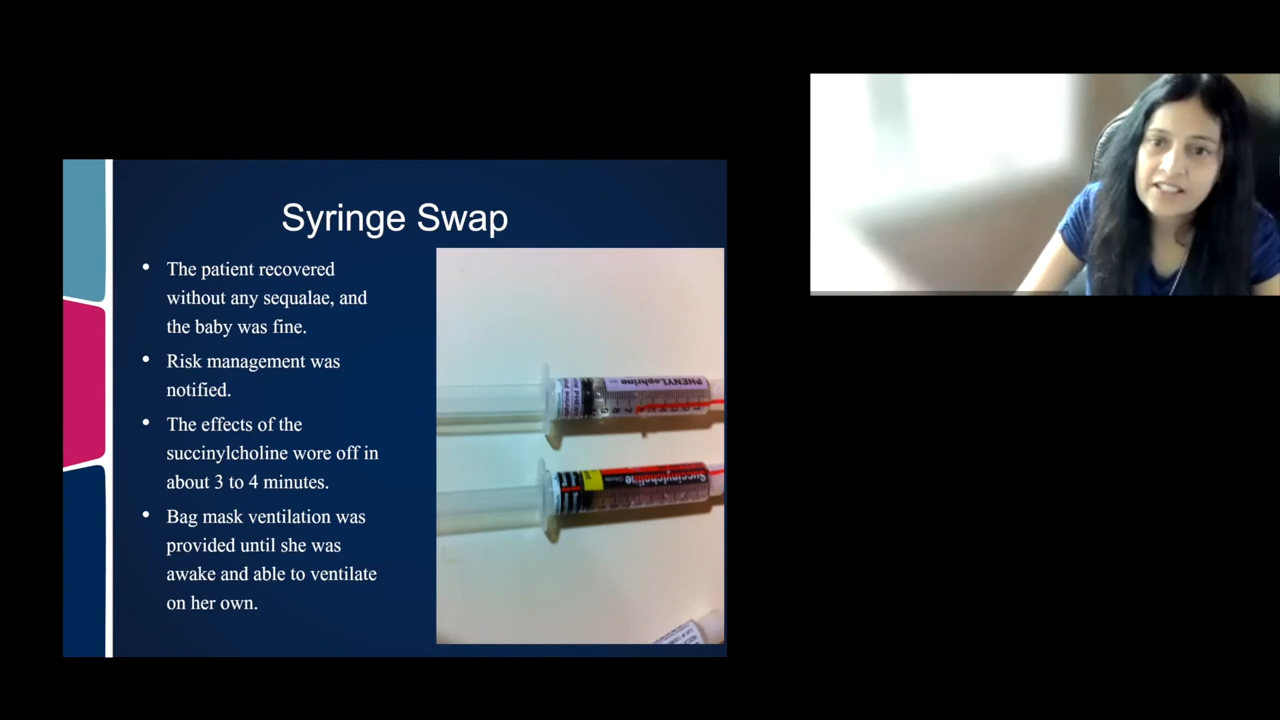 Syringe Swap
• The patient recovered
without any sequalae, and
the baby was fine.
• Risk management was
notified.
• The effects of the
succinylcholine wore off in
about 3 to 4 minutes.
• Bag mask ventilation was
provided until she was
awake and able to ventilate
on her own.
PHENYLephrine
Succinylcholine
Chloride